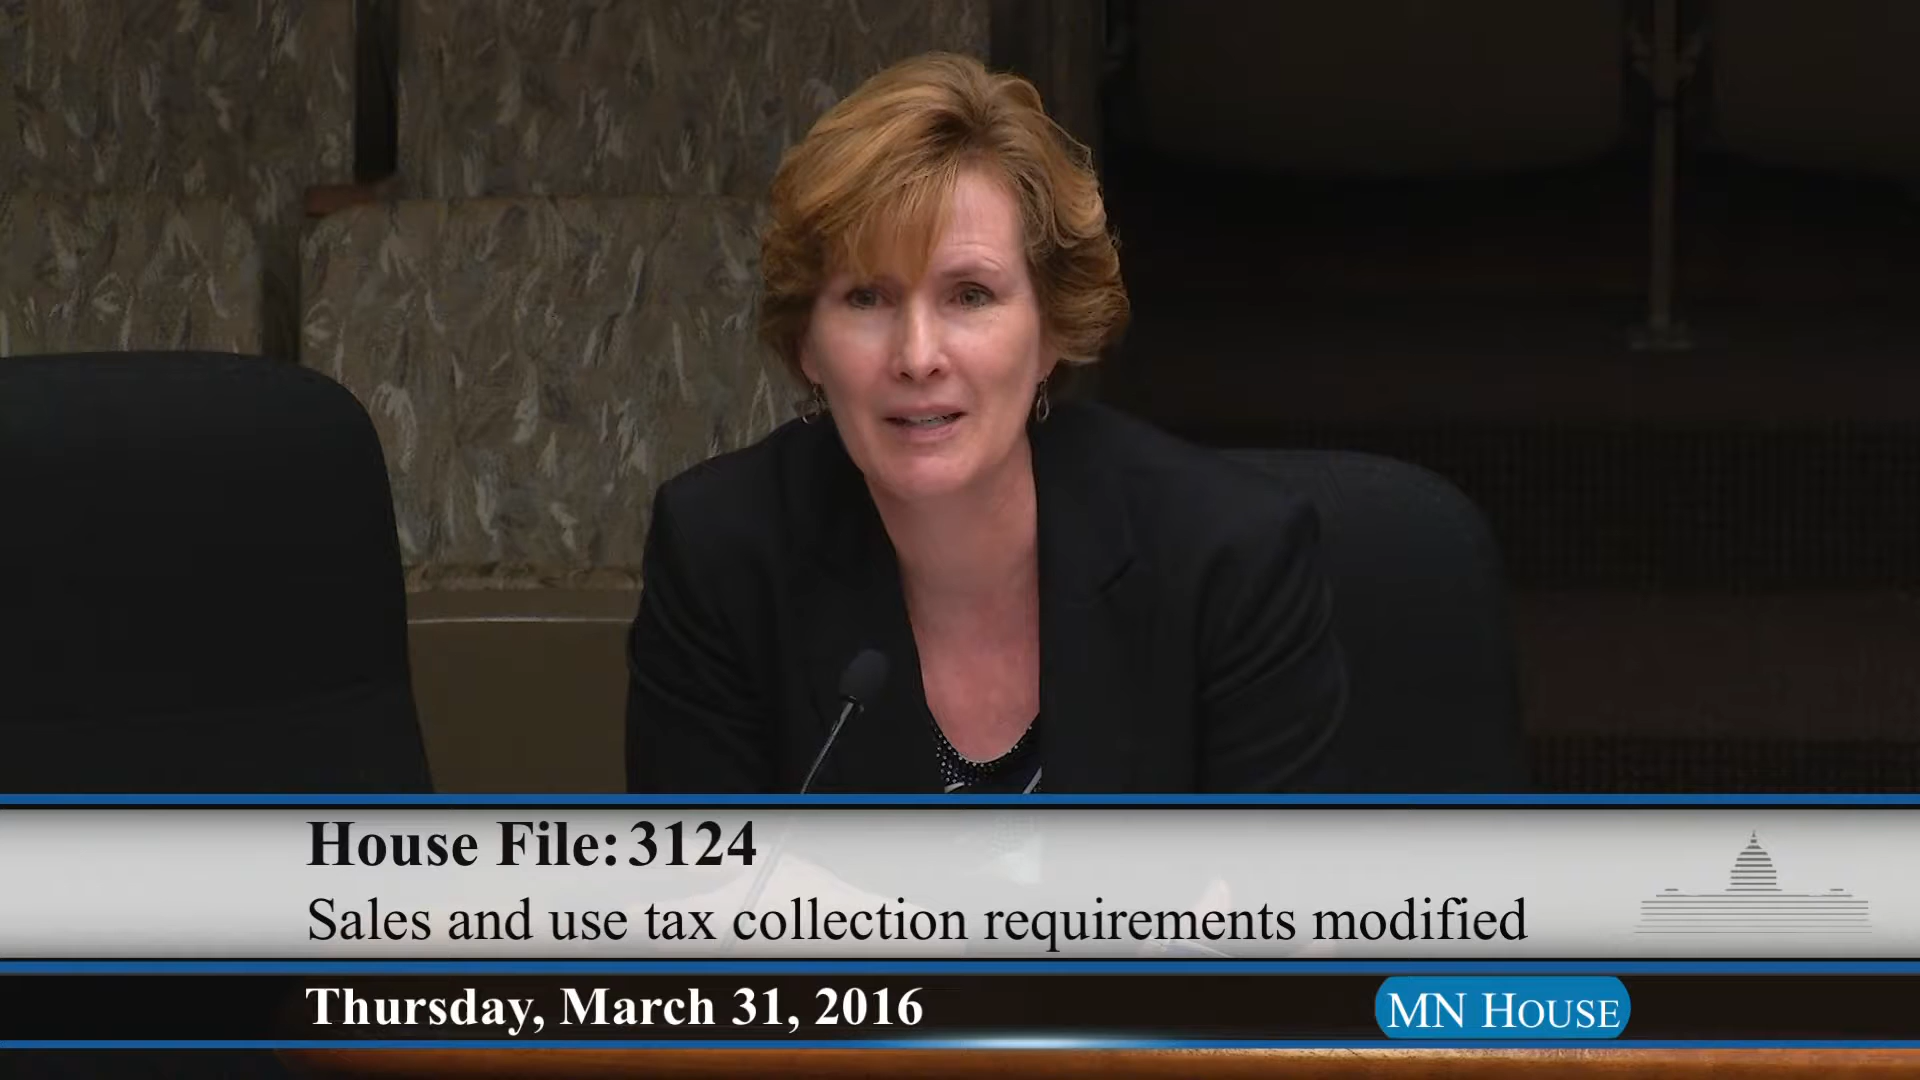 House File: 3124
Sales and use tax collection requirements modified
Thursday, March 31, 2016
MN HOUSE